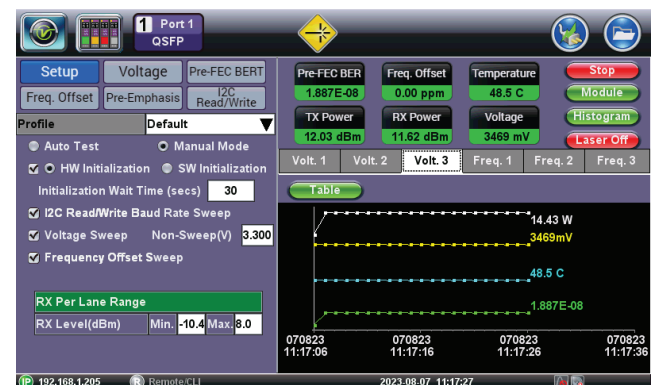 1 Port 1
QSFP
Setup Voltage Pre-FEC BERT
Freq. Offset Pre-Emphasis I2C Read/Write
Profile Default
Auto Test Manual Mode
HW Initialization SW Initialization
Initialization Wait Time (secs) 30
I2C Read/Write Baud Rate Sweep
Voltage Sweep Non-Sweep(V) 3.300
Frequency Offset Sweep
RX Per Lane Range
RX Level(dBm) Min. -10.4 Max. 8.0
Pre-FEC BER Freq. Offset Temperature Stop
1.887E-08 0.00 ppm 48.5 C Module
TX Power RX Power Voltage Histogram
12.03 dBm 11.62 dBm 3469 mV Laser Off
Volt. 1 Volt. 2 Volt. 3 Freq. 1 Freq. 2 Freq. 3
Table
14.43 W
3469mV
48.5 C
1.887E-08
070823 070823 070823 070823
11:17:06 11:17:16 11:17:26 11:17:36
IP 192.168.1.205 R Remote/CLI 2023-08-07 11:17:27